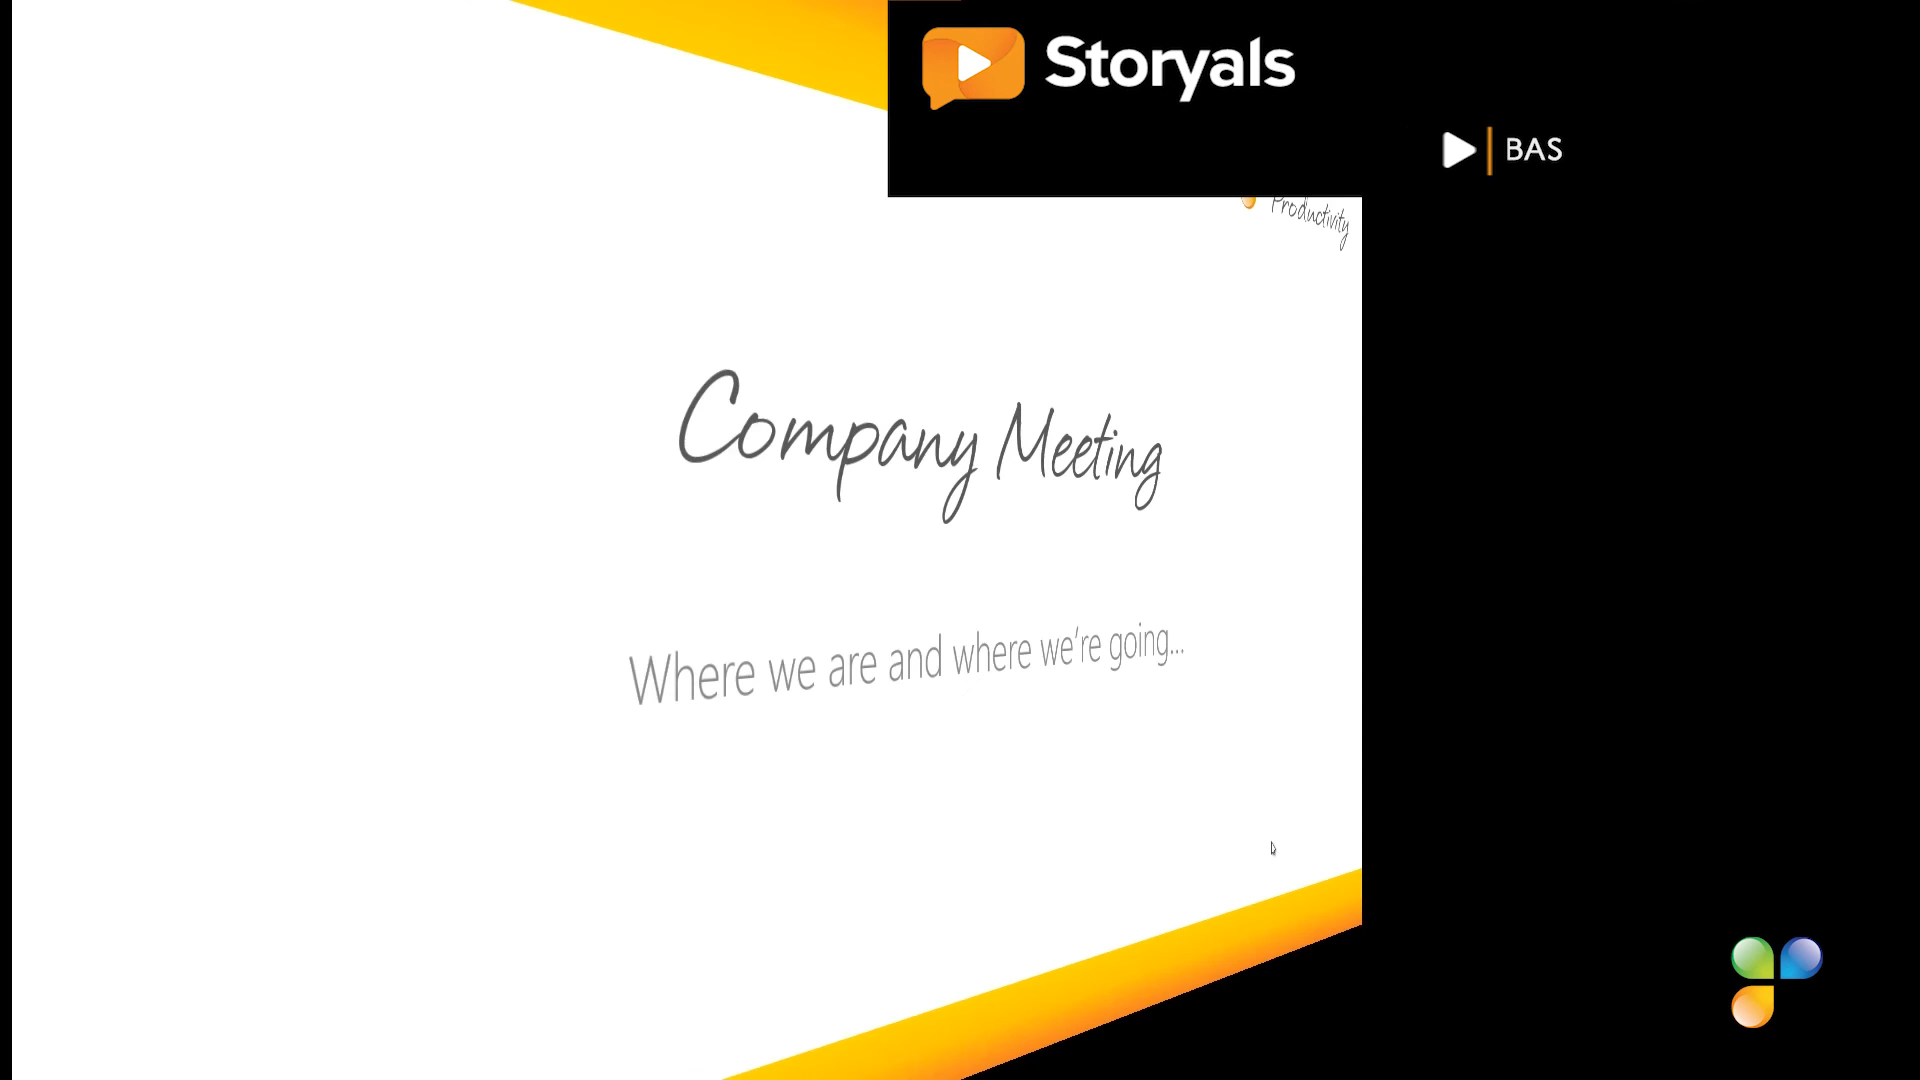 Storyals
BAS
Productivity
Company Meeting
Where we are and where we're going...